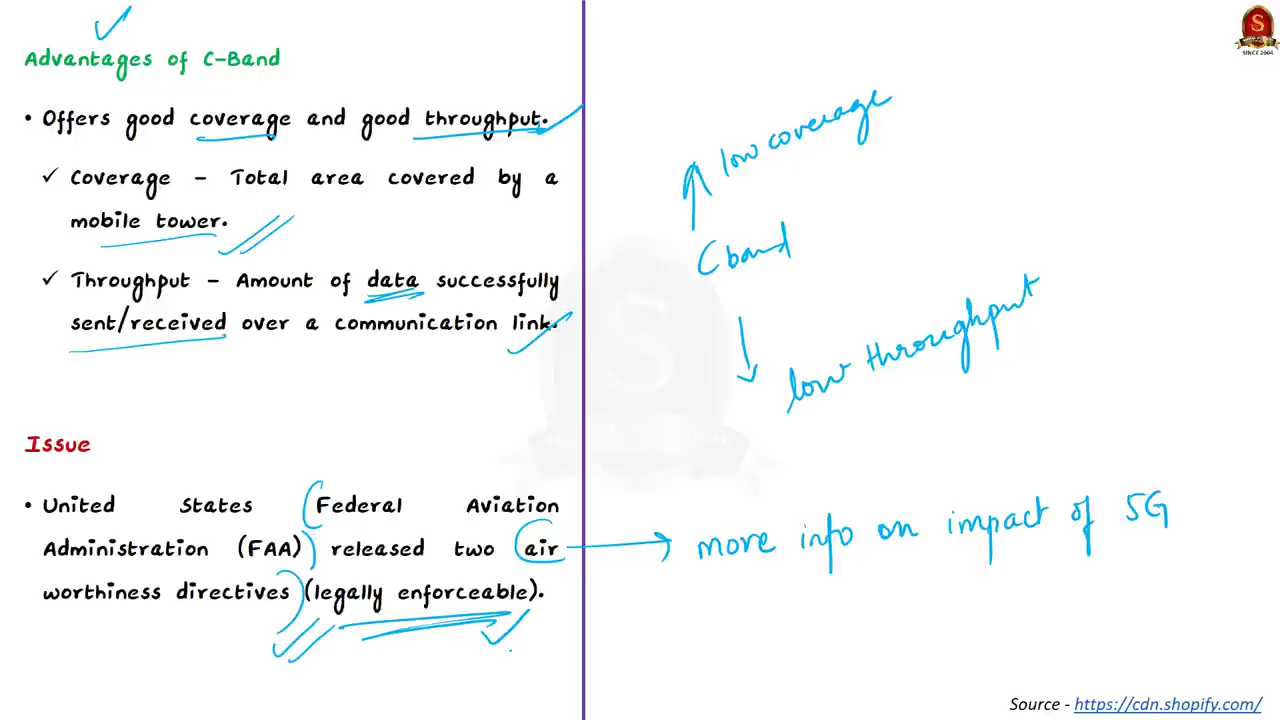 Advantages of C-Band
• Offers good coverage and good throughput.
✓ Coverage - Total area covered by a
mobile tower.
✓ Throughput - Amount of data successfully
sent/received over a communication link.
Issue
• United States (Federal Aviation
Administration (FAA)) released two (air
worthiness directives) (legally enforceable).
low coverage
C band
low throughput
more info on impact of 5G
S
SINCE 2004
Source - https://cdn.shopify.com/